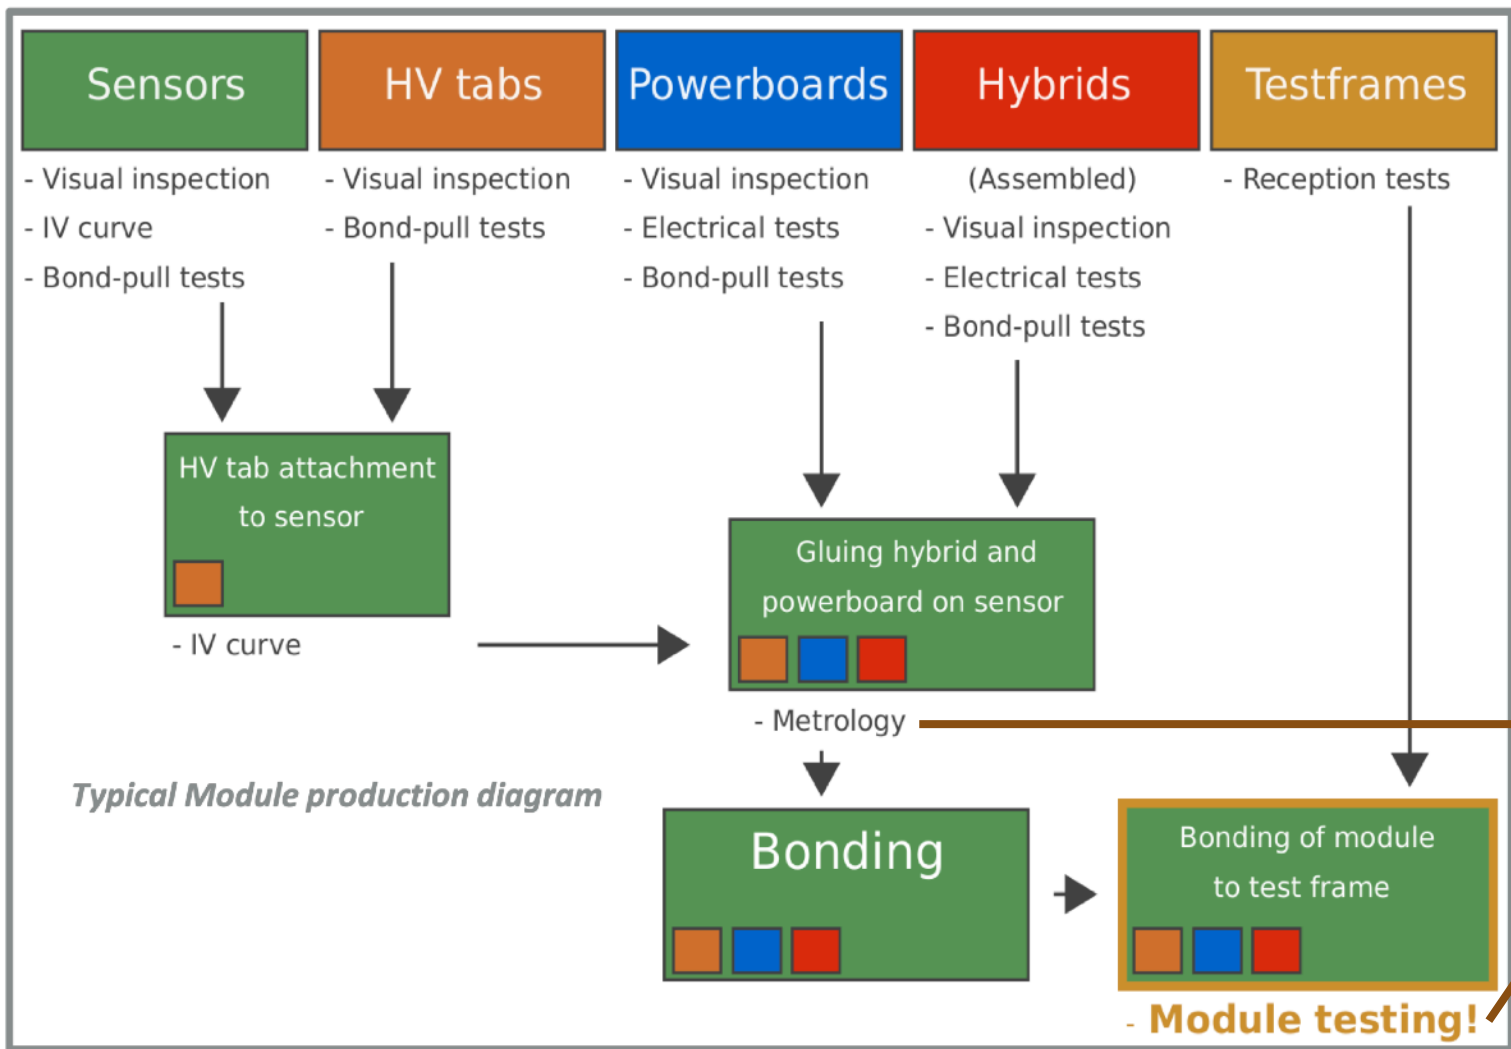 Sensors
HV tabs
Powerboards
Hybrids
Testframes
- Visual inspection
- IV curve
- Bond-pull tests
- Visual inspection
- Bond-pull tests
- Visual inspection
- Electrical tests
- Bond-pull tests
(Assembled)
- Visual inspection
- Electrical tests
- Bond-pull tests
- Reception tests
HV tab attachment
to sensor
- IV curve
Gluing hybrid and
powerboard on sensor
- Metrology
Typical Module production diagram
Bonding
Bonding of module
to test frame
- Module testing!